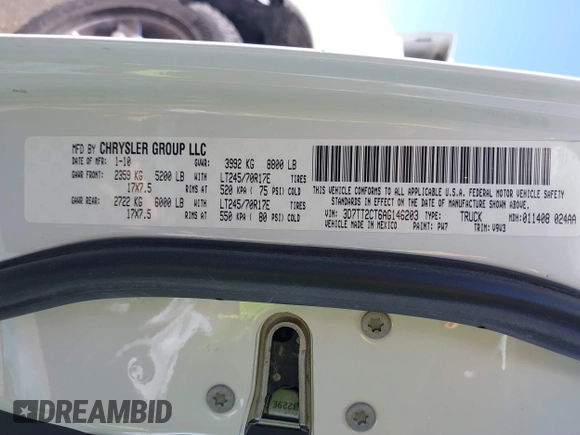 MFD BY CHRYSLER GROUP LLC
DATE OF MFR: 1-10 GVWR: 3992 KG 8800 LB
GAWR FRONT: 2359 KG 5200 LB WITH LT245/70R17E TIRES
17X7.5 RIMS AT 520 KPA ( 75 PSI) COLD
GAWR REAR: 2722 KG 6000 LB WITH LT245/70R17E TIRES
17X7.5 RIMS AT 550 KPA ( 80 PSI) COLD
THIS VEHICLE CONFORMS TO ALL APPLICABLE U.S.A. FEDERAL MOTOR VEHICLE SAFETY
STANDARDS IN EFFECT ON THE DATE OF MANUFACTURE SHOWN ABOVE.
VIN: 3D7TT2CT6AG146203 TYPE: TRUCK MDH: 011408 024AA
VEHICLE MADE IN MEXICO PAINT: PW7 TRIM: V9V3
DREAMBID